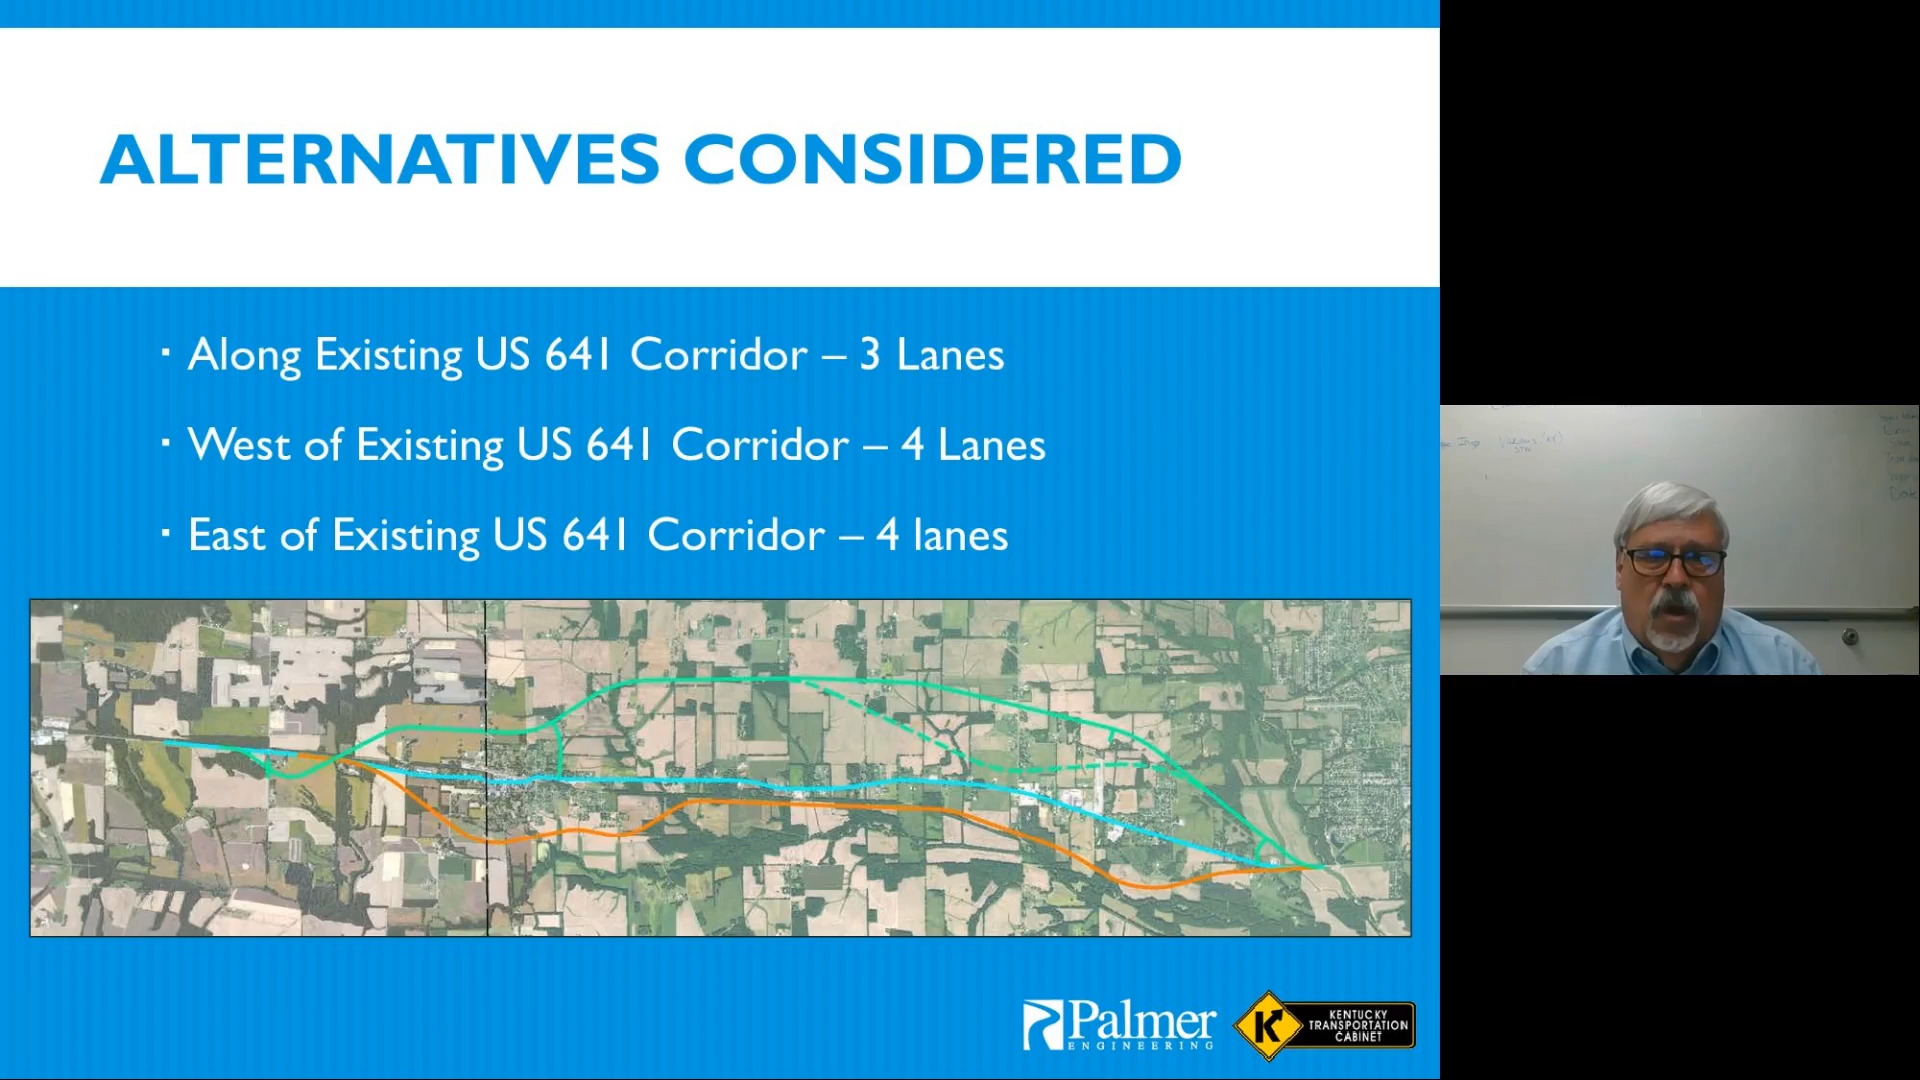 ALTERNATIVES CONSIDERED
▪ Along Existing US 641 Corridor – 3 Lanes
▪ West of Existing US 641 Corridor – 4 Lanes
▪ East of Existing US 641 Corridor – 4 lanes
Palmer
ENGINEERING
K
KENTUCKY
TRANSPORTATION
CABINET